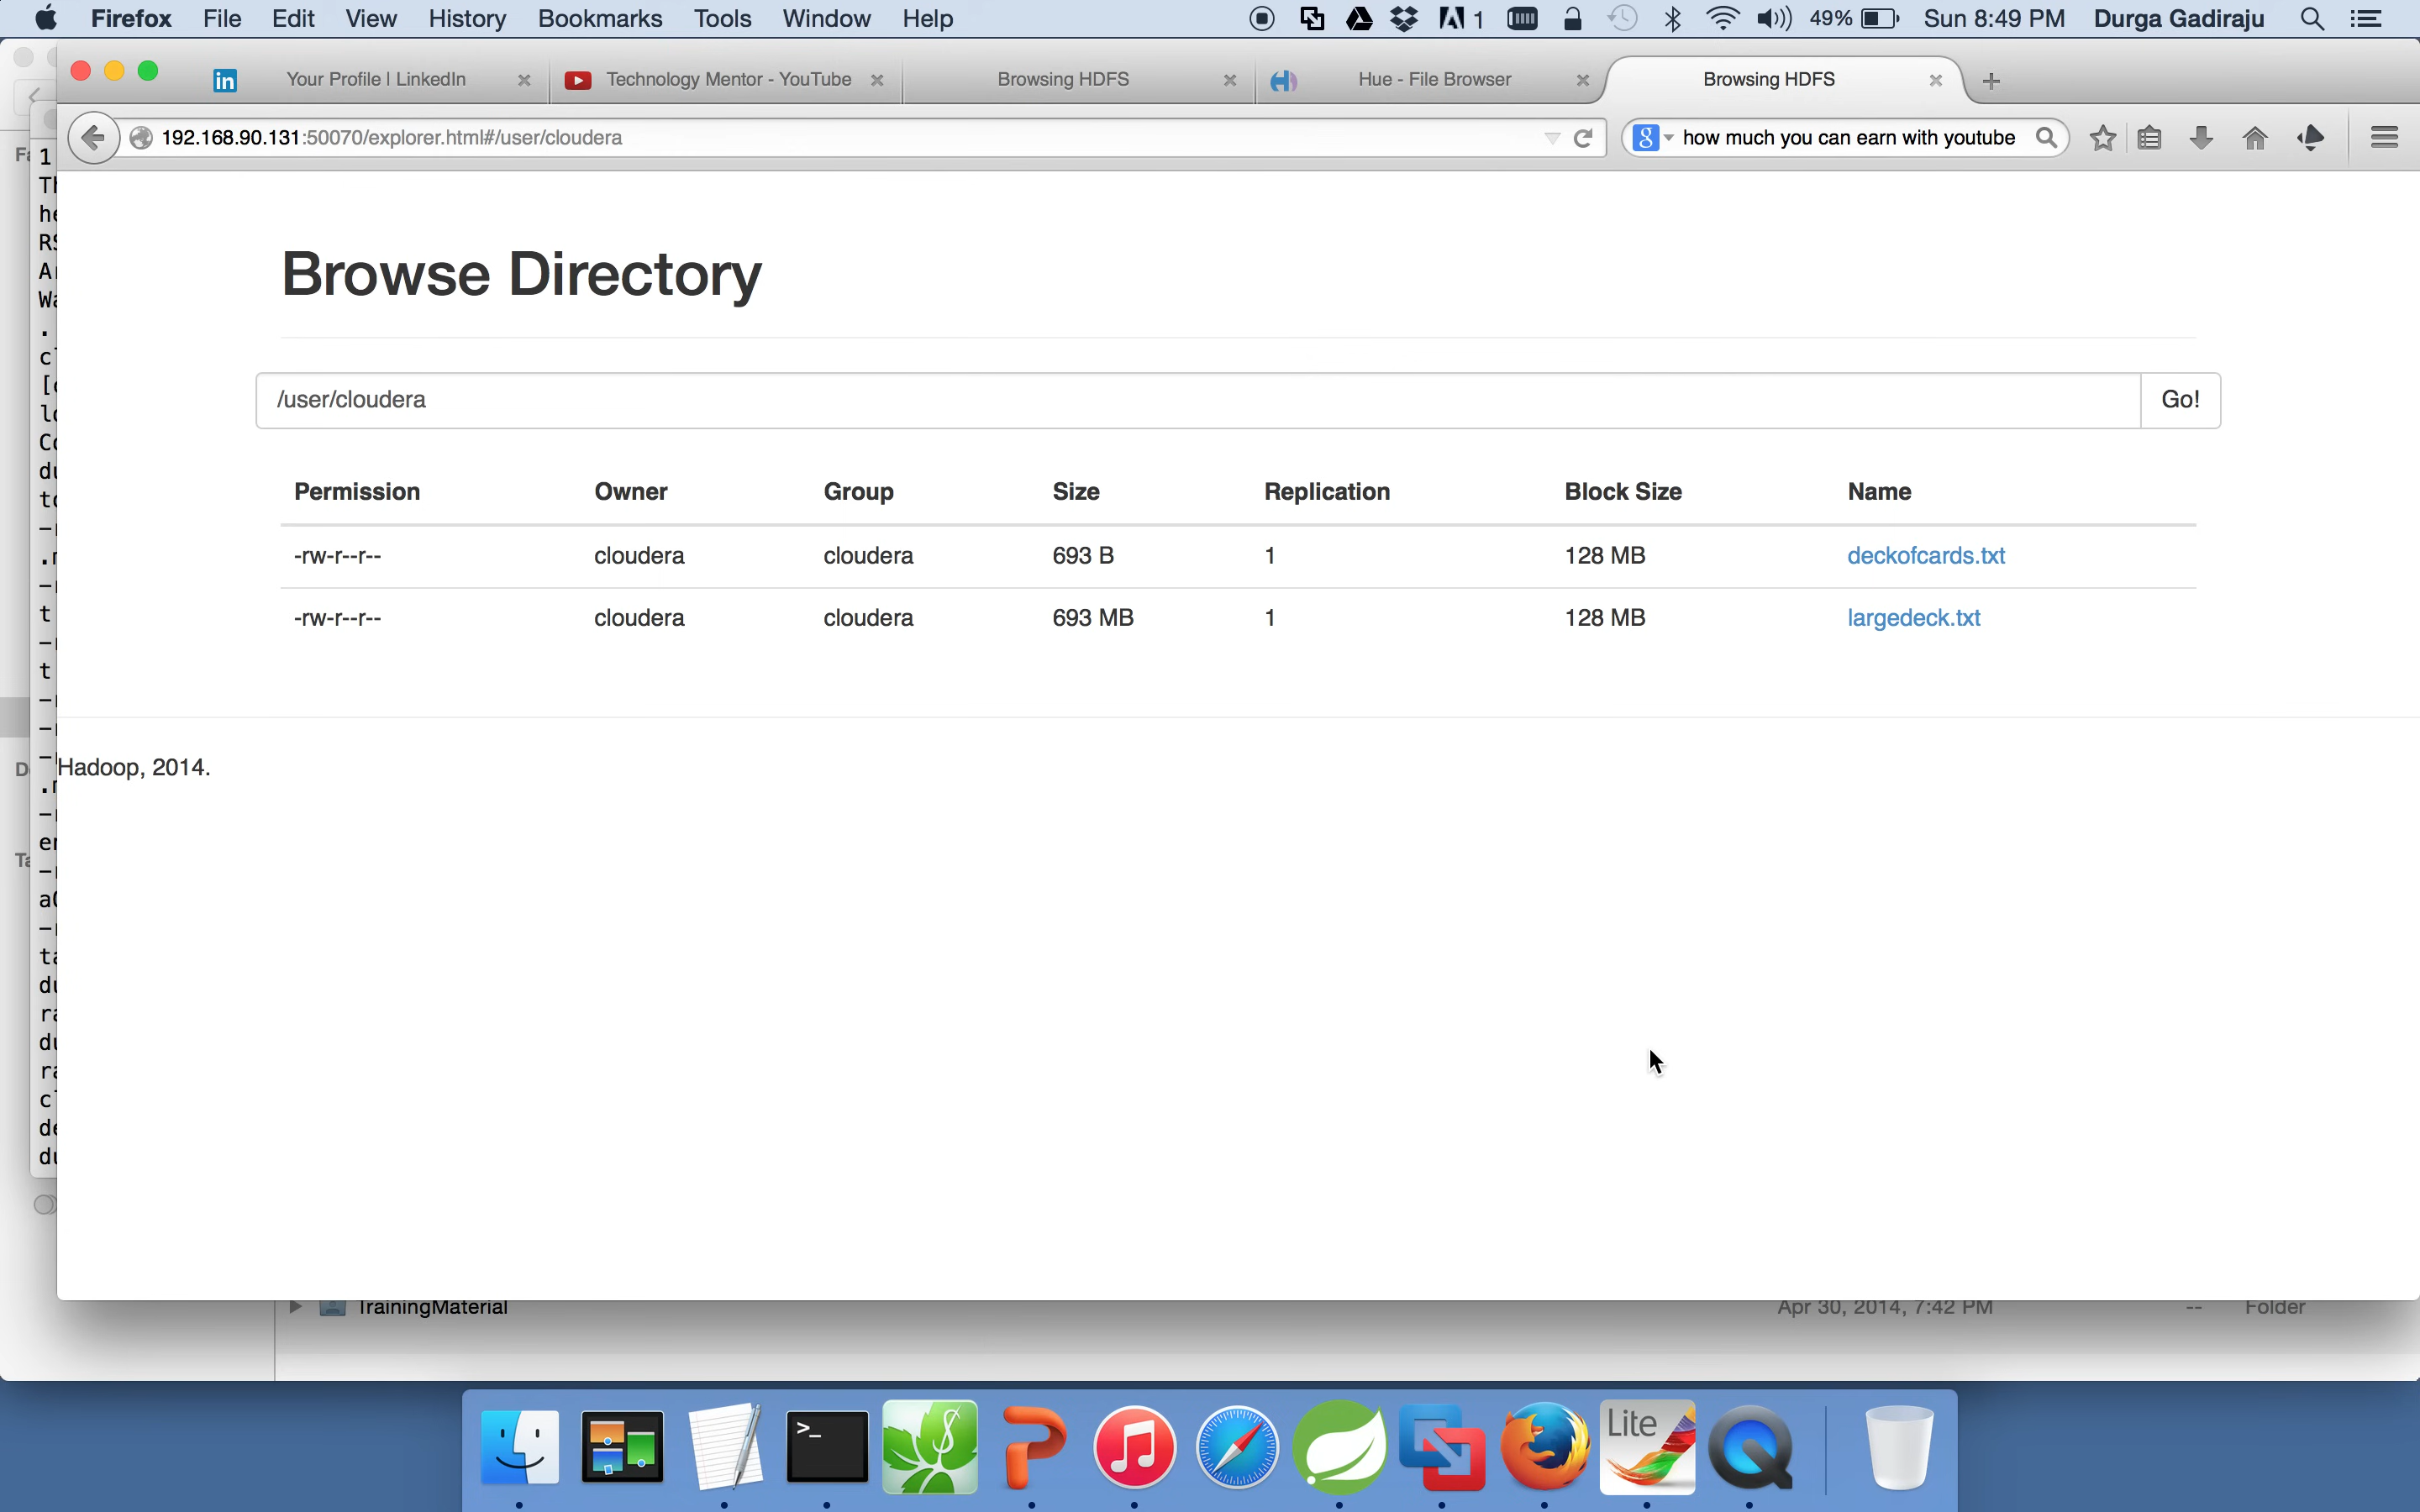 Firefox File Edit View History Bookmarks Tools Window Help 1 49% Sun 8:49 PM Durga Gadiraju
Your Profile | LinkedIn Technology Mentor - YouTube Browsing HDFS Hue - File Browser Browsing HDFS
192.168.90.131:50070/explorer.html#/user/cloudera how much you can earn with youtube
Browse Directory
/user/cloudera Go!
Permission Owner Group Size Replication Block Size Name
-rw-r--r-- cloudera cloudera 693 B 1 128 MB deckofcards.txt
-rw-r--r-- cloudera cloudera 693 MB 1 128 MB largedeck.txt
Hadoop, 2014.
TrainingMaterial Apr 30, 2014, 7:42 PM -- Folder
Lite